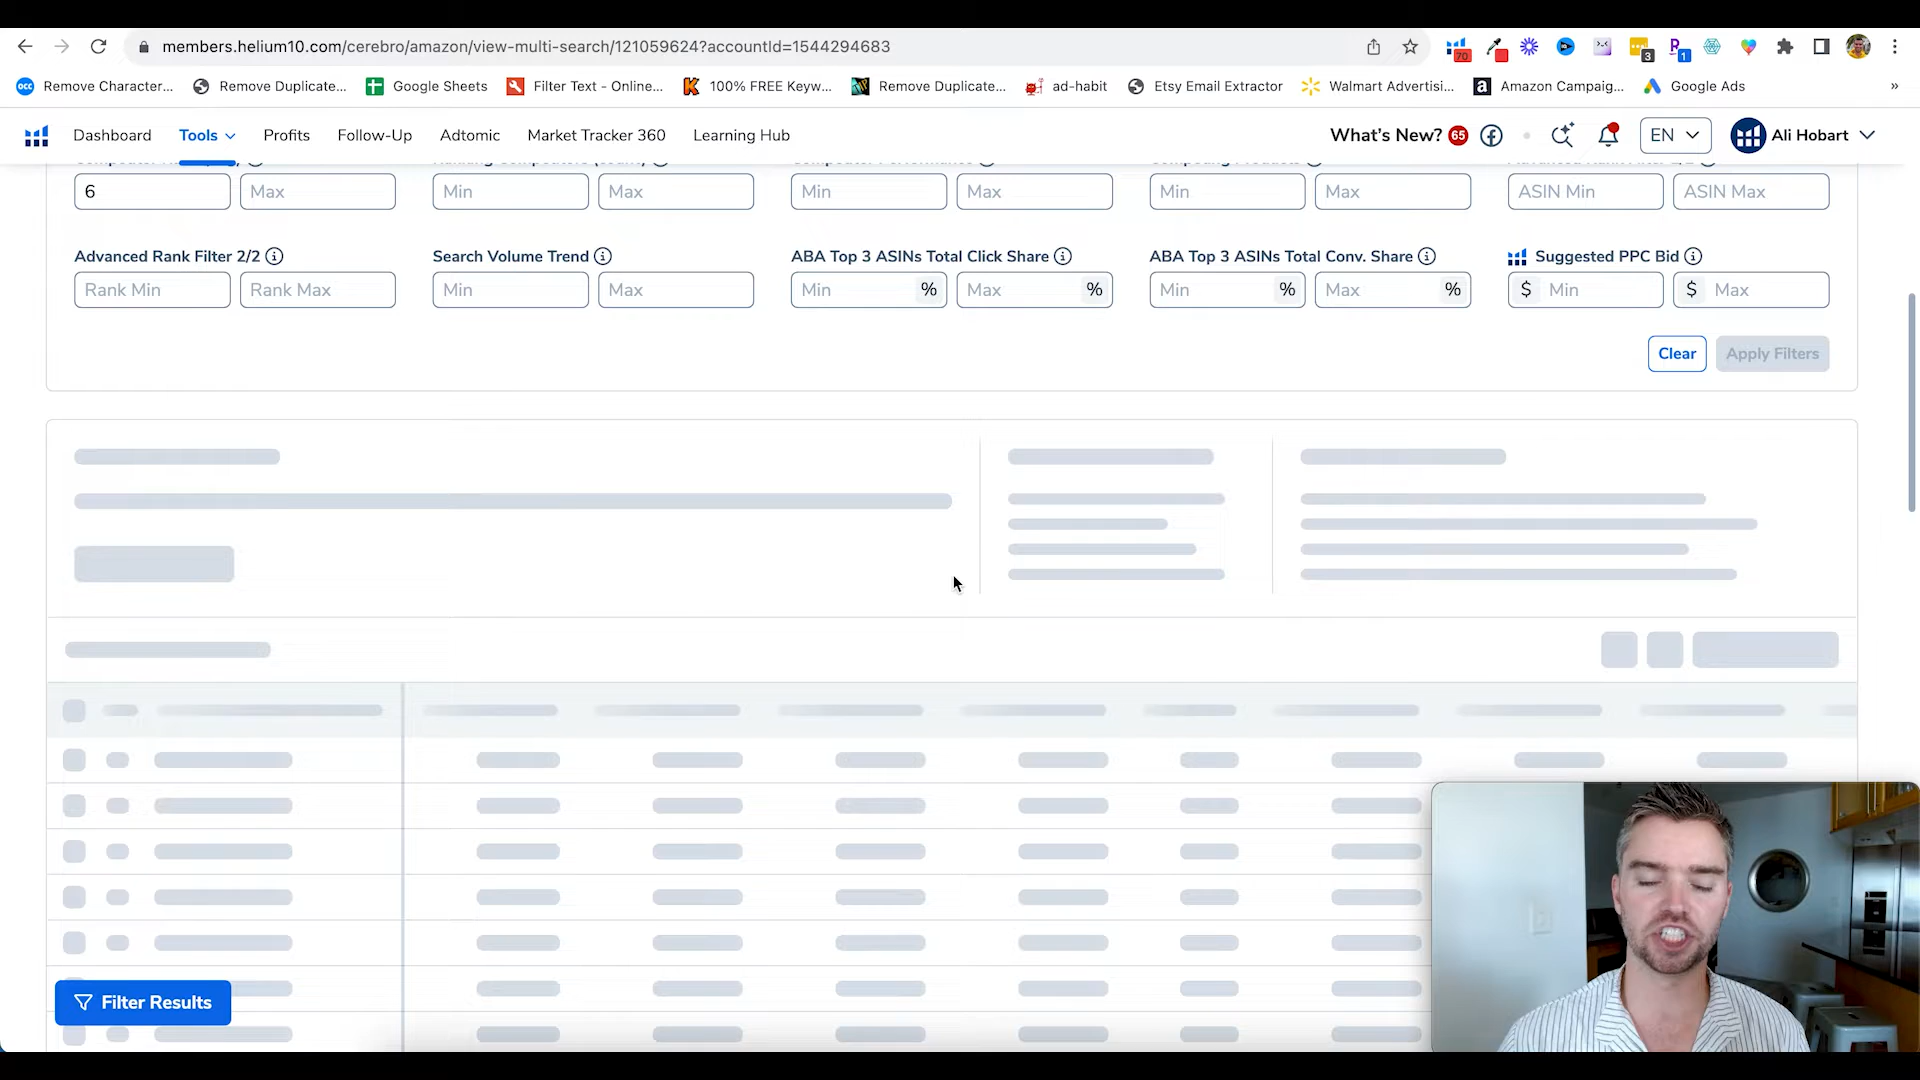 members.helium10.com/cerebro/amazon/view-multi-search/121059624?accountId=1544294683
70
3
1
Remove Character...
Remove Duplicate...
Google Sheets
Filter Text - Online...
100% FREE Keyw...
Remove Duplicate...
ad-habit
Etsy Email Extractor
Walmart Advertisi...
Amazon Campaig...
Google Ads
»
Dashboard
Tools
Profits
Follow-Up
Adtomic
Market Tracker 360
Learning Hub
What's New? 65
EN
Ali Hobart
6
Max
Min
Max
Min
Max
Min
Max
ASIN Min
ASIN Max
Advanced Rank Filter 2/2
Search Volume Trend
ABA Top 3 ASINs Total Click Share
ABA Top 3 ASINs Total Conv. Share
Suggested PPC Bid
Rank Min
Rank Max
Min
Max
Min %
Max %
Min %
Max %
$ Min
$ Max
Clear
Apply Filters
Filter Results